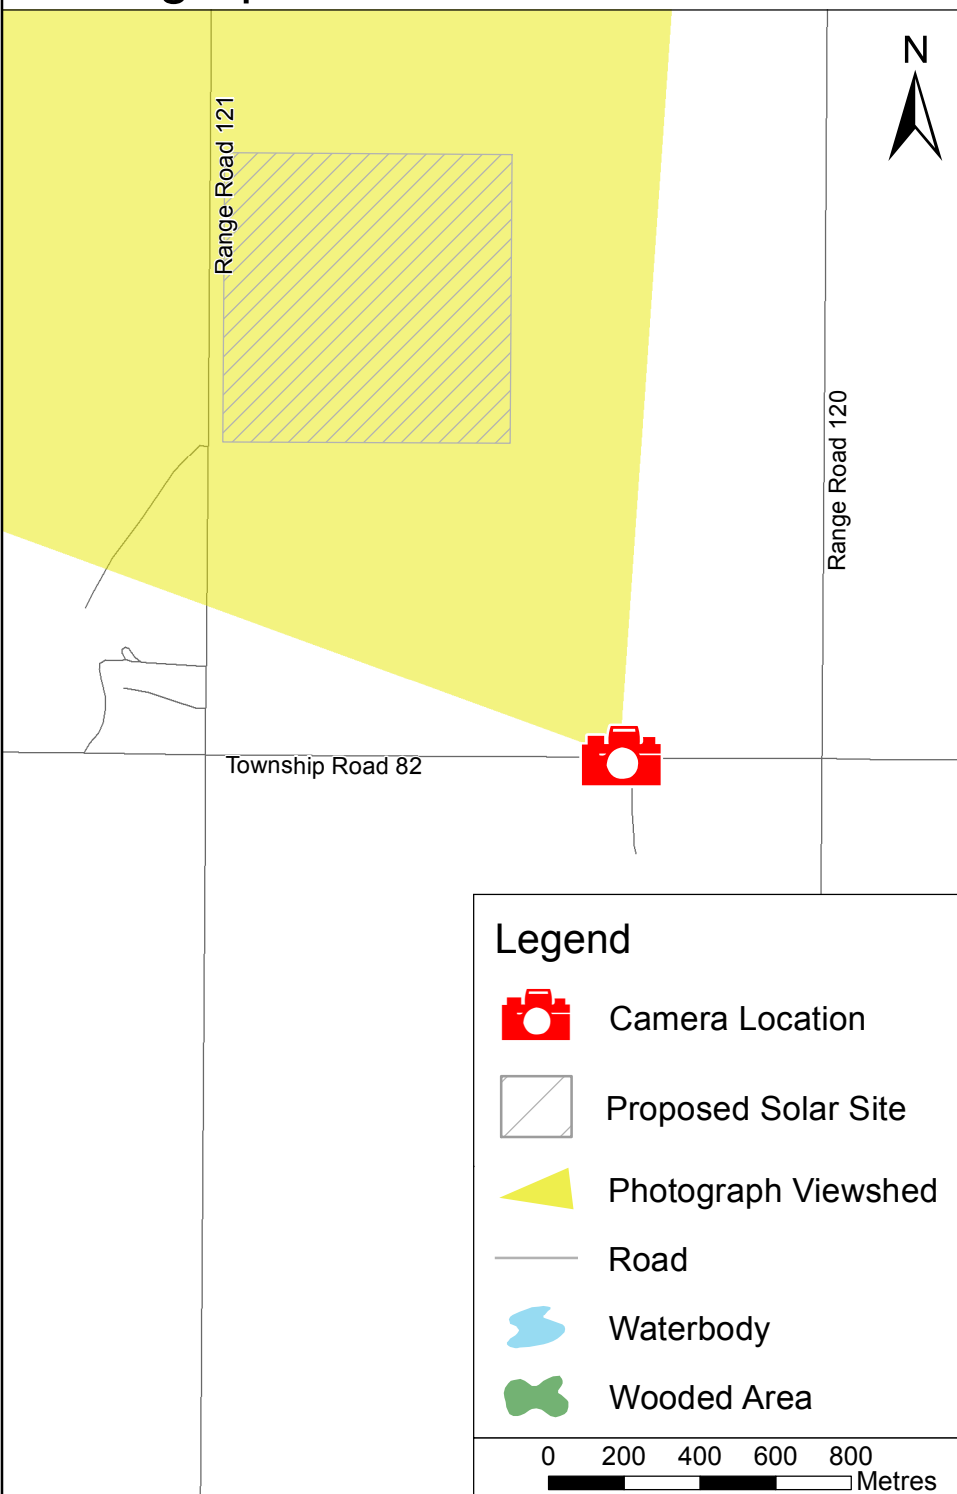 N
Range Road 121
Range Road 120
Township Road 82
Legend
Camera Location
Proposed Solar Site
Photograph Viewshed
Road
Waterbody
Wooded Area
0 200 400 600 800
Metres